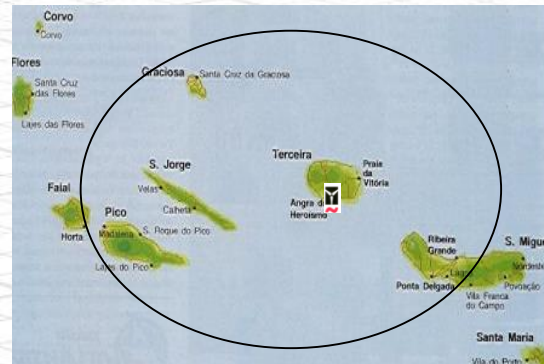 Corvo
Corvo
Flores
Santa Cruz
das Flores
Lajes das Flores
Graciosa
Santa Cruz da Graciosa
Terceira
Praia
da
Vitória
Angra d
Heroísmo
S. Jorge
Velas
Calheta
Faial
Horta
Pico
Madalena
S. Roque do Pico
Lajes do Pico
Ribeira
Grande
S. Migu
Nordeste
Lagoa
Ponta Delgada
Povoação
Vila Franca
do Campo
Santa Maria
Vila do Porto